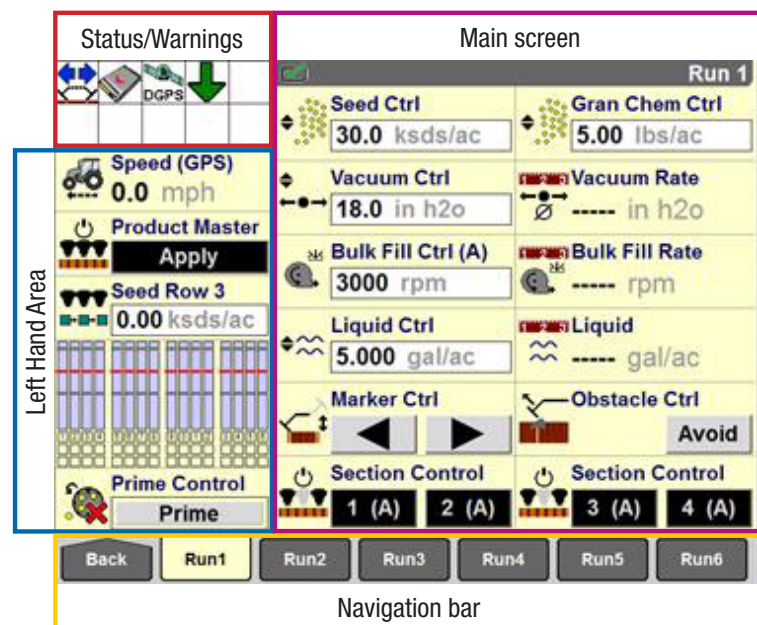 Status/Warnings
Main screen
DGPS
Run 1
Seed Ctrl
30.0 ksds/ac
Gran Chem Ctrl
5.00 lbs/ac
Vacuum Ctrl
18.0 in h2o
Vacuum Rate
----- in h2o
Bulk Fill Ctrl (A)
3000 rpm
Bulk Fill Rate
----- rpm
Liquid Ctrl
5.000 gal/ac
Liquid
----- gal/ac
Marker Ctrl
Obstacle Ctrl
Avoid
Section Control
1 (A) 2 (A)
Section Control
3 (A) 4 (A)
Left Hand Area
Speed (GPS)
0.0 mph
Product Master
Apply
Seed Row 3
0.00 ksds/ac
Prime Control
Prime
Back Run1 Run2 Run3 Run4 Run5 Run6
Navigation bar